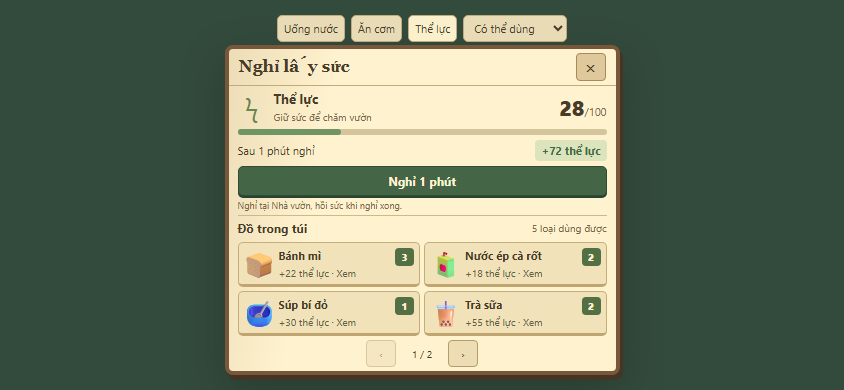 Uống nước Ăn cơm Thể lực Có thể dùng
Nghỉ lấy sức ×
Thể lực
Giữ sức để chăm vườn
28/100
Sau 1 phút nghỉ +72 thể lực
Nghỉ 1 phút
Nghỉ tại Nhà vườn, hồi sức khi nghỉ xong.
Đồ trong túi 5 loại dùng được
Bánh mì 3
+22 thể lực · Xem
Nước ép cà rốt 2
+18 thể lực · Xem
Súp bí đỏ 1
+30 thể lực · Xem
Trà sữa 2
+55 thể lực · Xem
‹ 1 / 2 ›